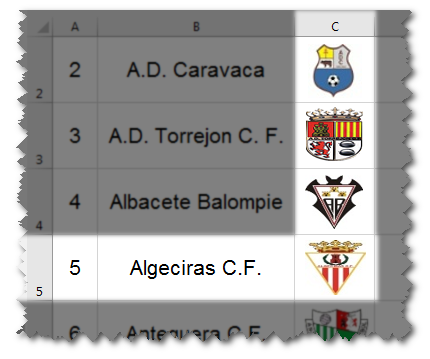 A B C
2 2 A.D. Caravaca
3 3 A.D. Torrejon C. F.
4 4 Albacete Balompie
5 5 Algeciras C.F.
6 Antequera C.F.